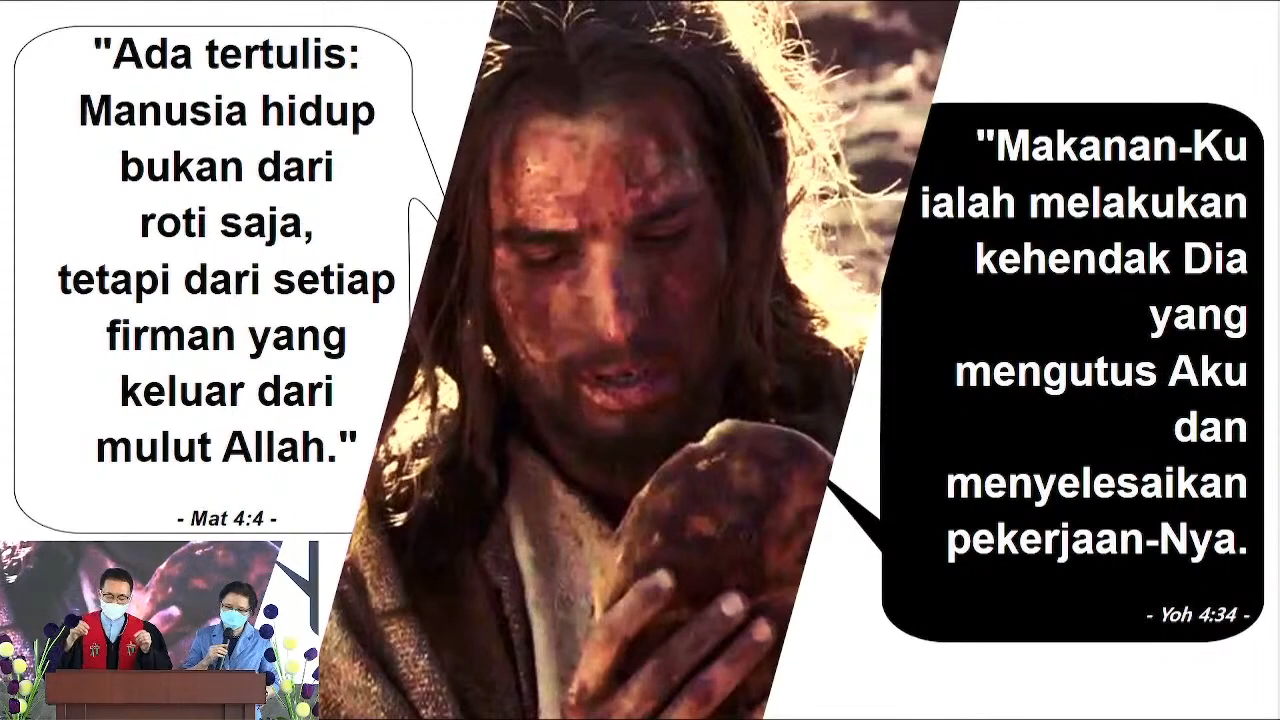 "Ada tertulis:
Manusia hidup
bukan dari
roti saja,
tetapi dari setiap
firman yang
keluar dari
mulut Allah."
- Mat 4:4 -
"Makanan-Ku
ialah melakukan
kehendak Dia
yang
mengutus Aku
dan
menyelesaikan
pekerjaan-Nya.
- Yoh 4:34 -